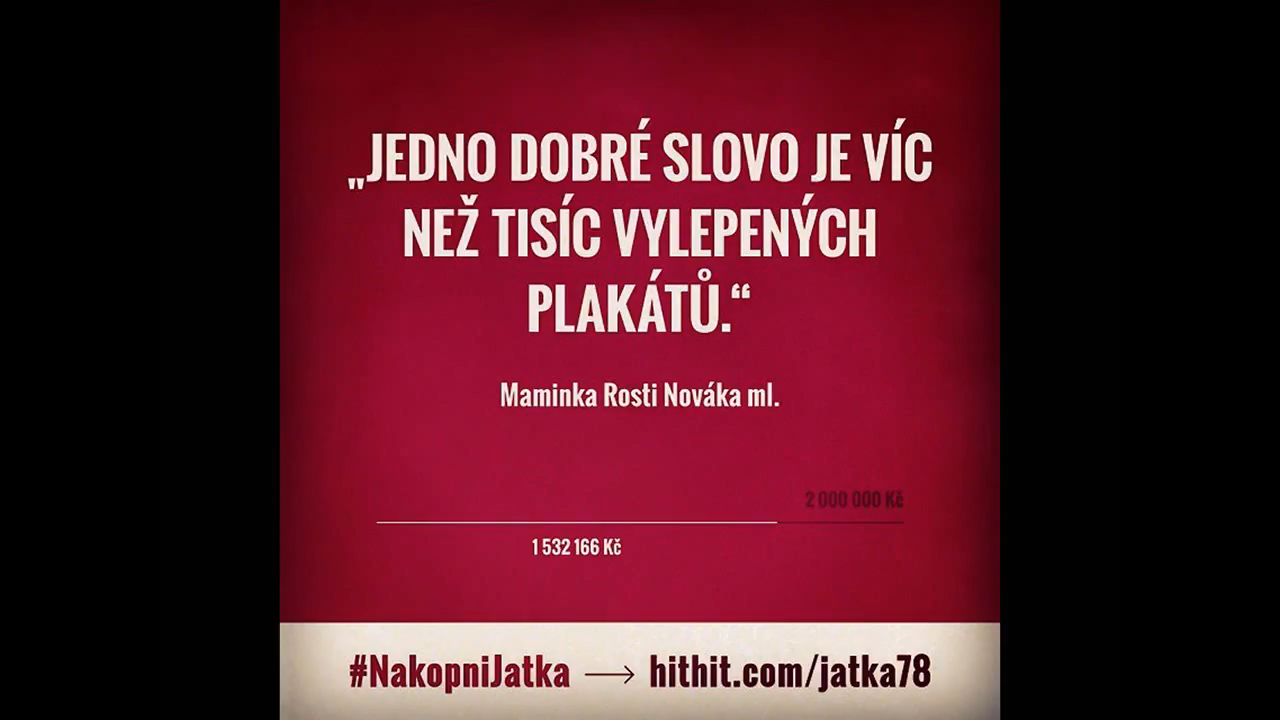 „JEDNO DOBRÉ SLOVO JE VÍC
NEŽ TISÍC VYLEPENÝCH
PLAKÁTŮ.“
Maminka Rosti Nováka ml.
2 000 000 Kč
1 532 166 Kč
#NakopniJatka → hithit.com/jatka78